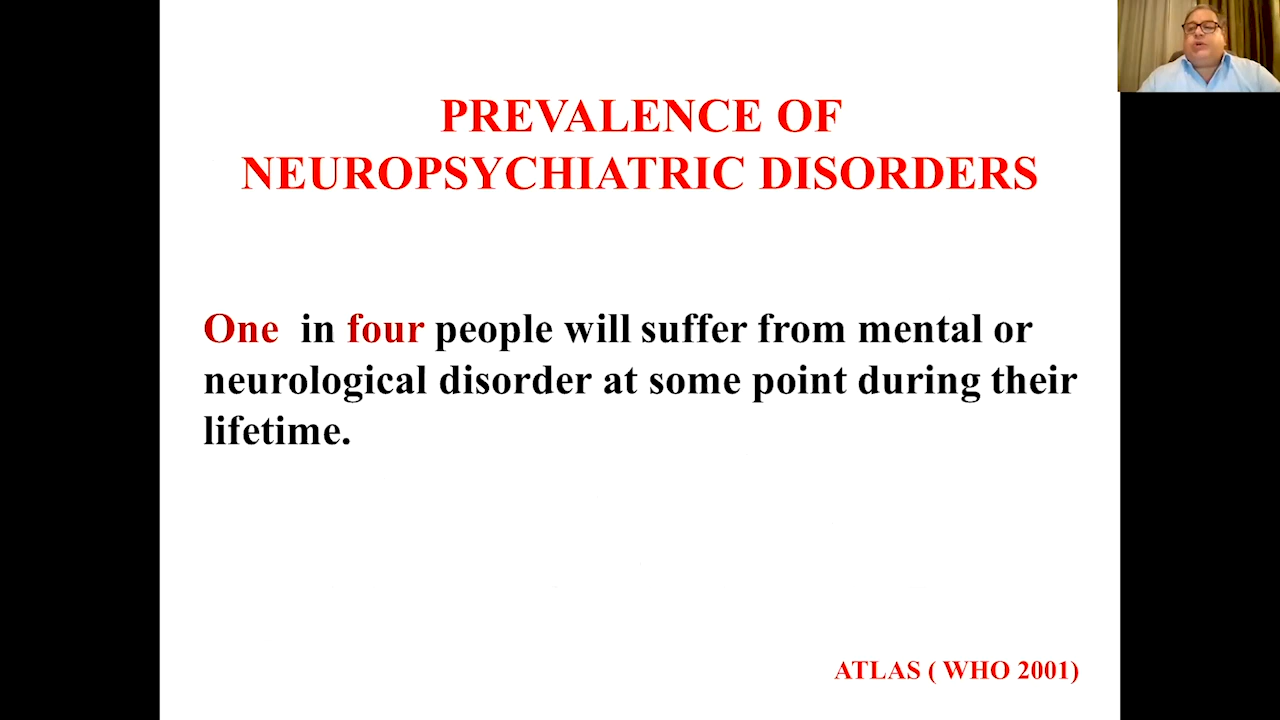 PREVALENCE OF
NEUROPSYCHIATRIC DISORDERS
One in four people will suffer from mental or
neurological disorder at some point during their
lifetime.
ATLAS ( WHO 2001)